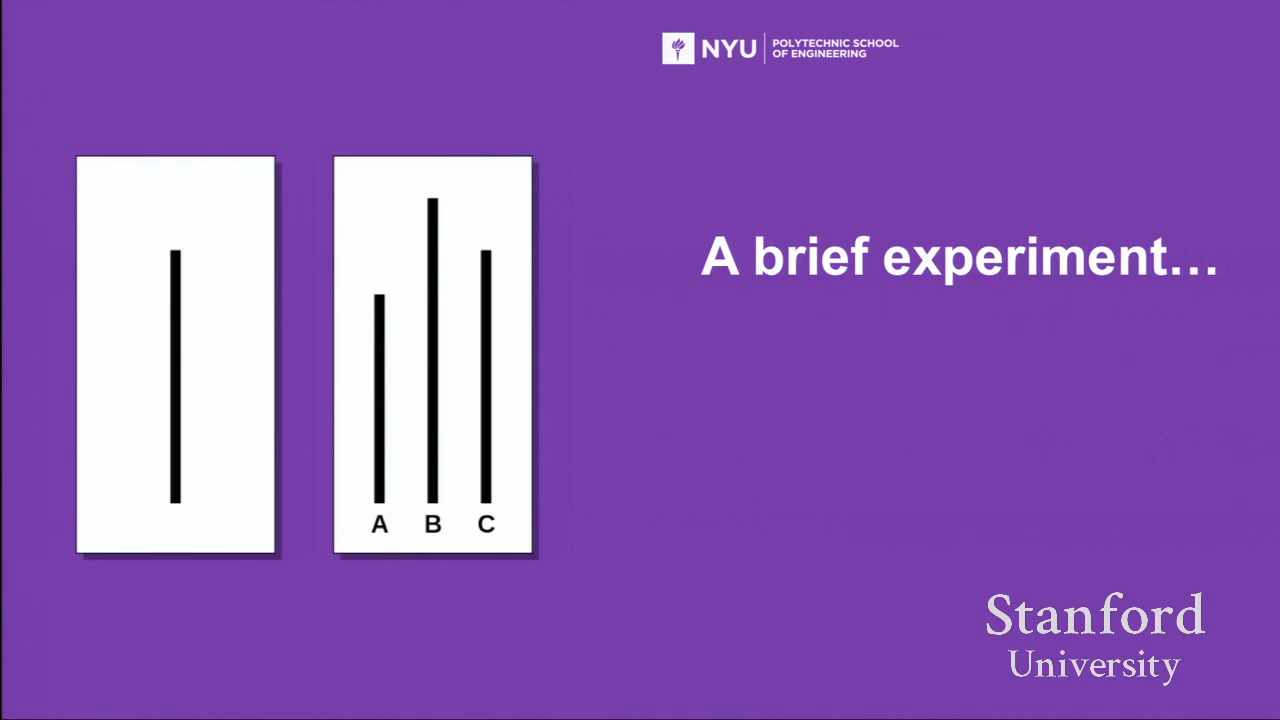 NYU
POLYTECHNIC SCHOOL
OF ENGINEERING
A brief experiment…
A B C
Stanford
University